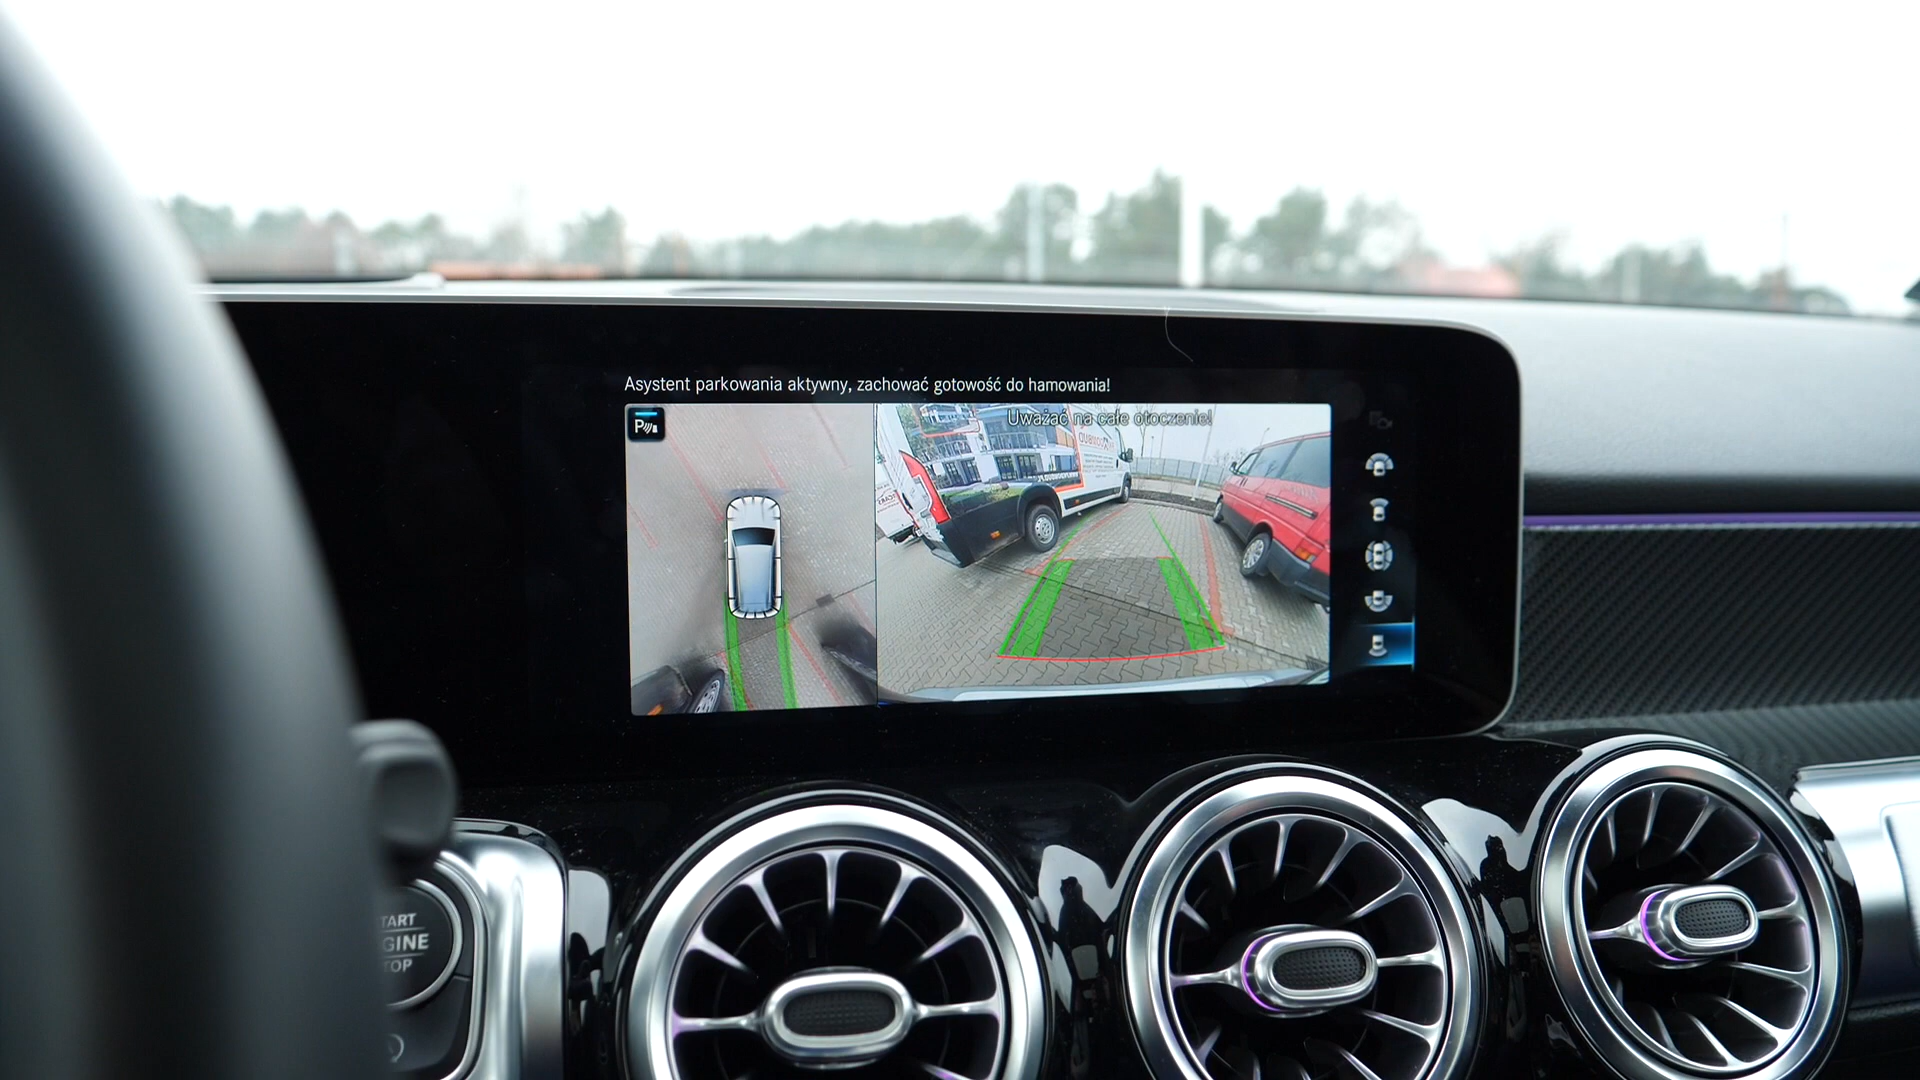 Asystent parkowania aktywny, zachować gotowość do hamowania!
Uważać na całe otoczenie!
P
TART
GINE
TOP